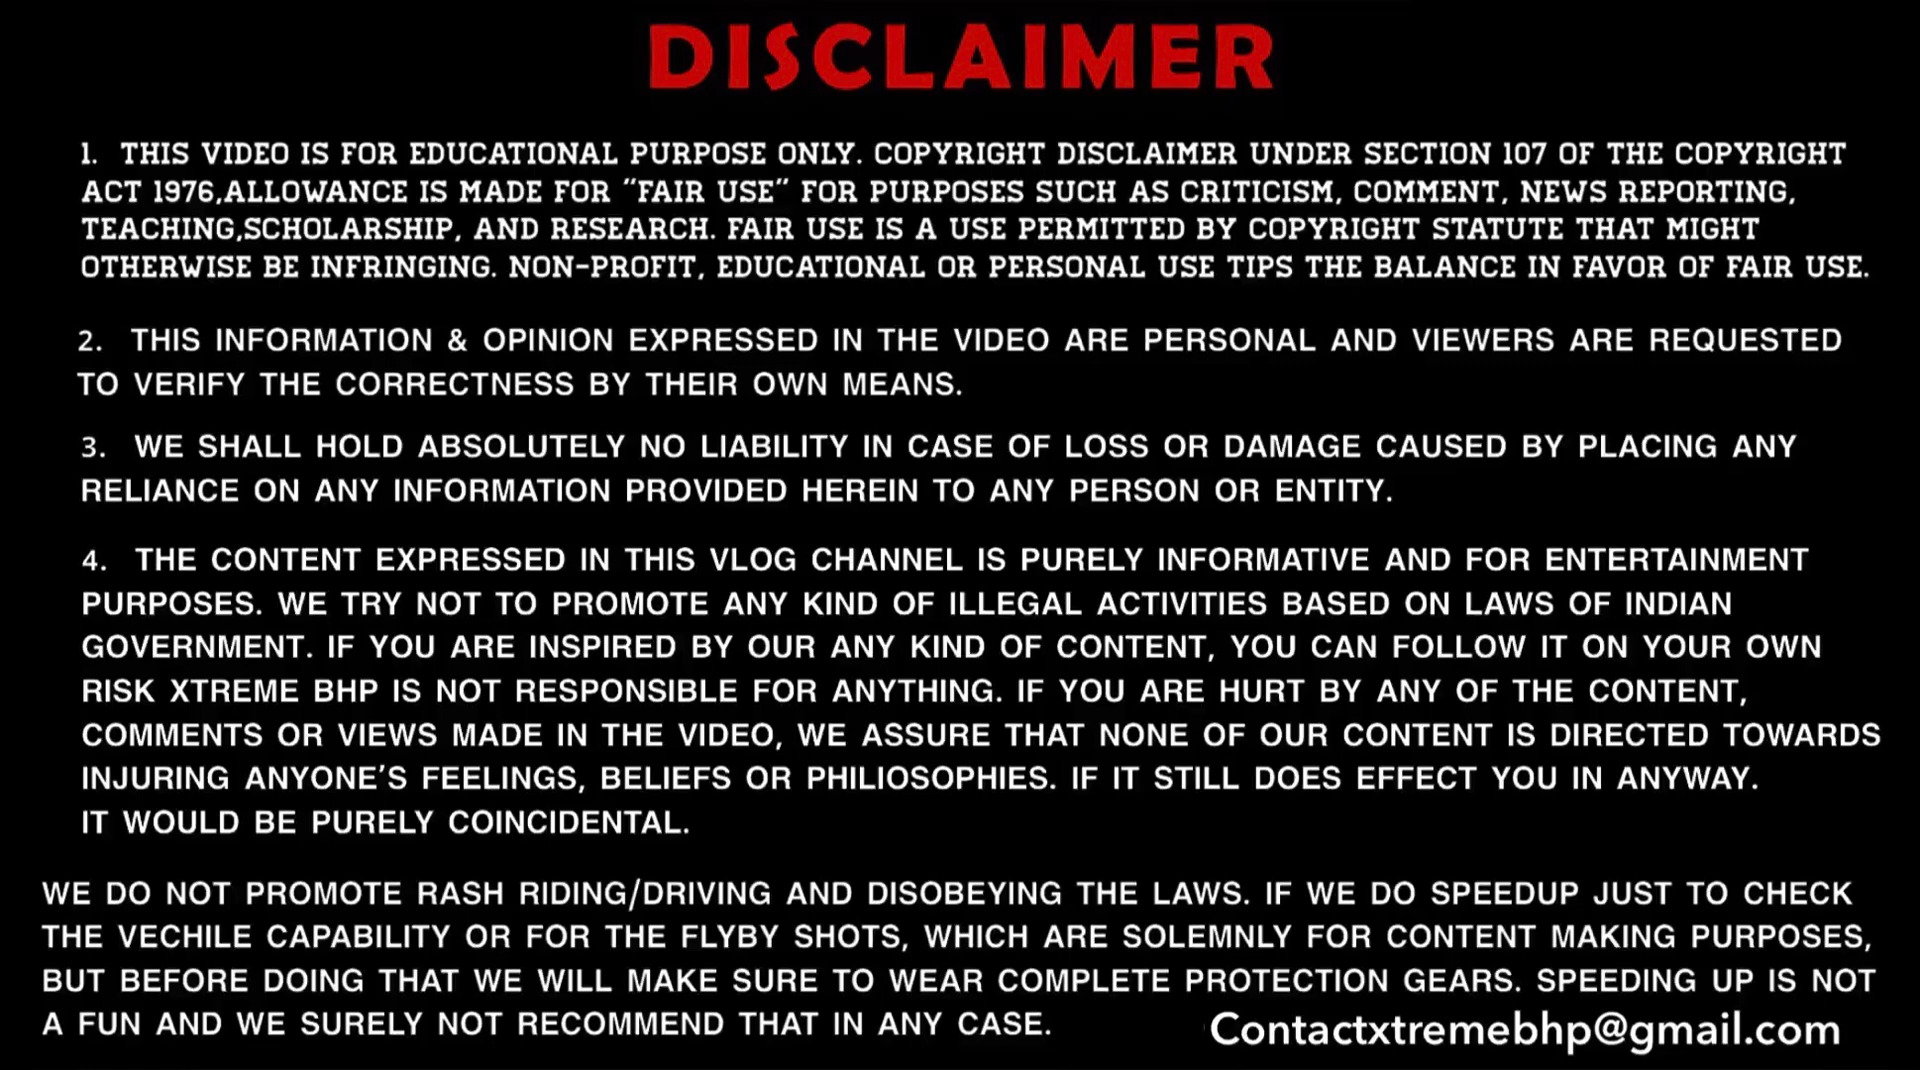 DISCLAIMER
1. THIS VIDEO IS FOR EDUCATIONAL PURPOSE ONLY. COPYRIGHT DISCLAIMER UNDER SECTION 107 OF THE COPYRIGHT
ACT 1976,ALLOWANCE IS MADE FOR "FAIR USE" FOR PURPOSES SUCH AS CRITICISM, COMMENT, NEWS REPORTING,
TEACHING,SCHOLARSHIP, AND RESEARCH. FAIR USE IS A USE PERMITTED BY COPYRIGHT STATUTE THAT MIGHT
OTHERWISE BE INFRINGING. NON-PROFIT, EDUCATIONAL OR PERSONAL USE TIPS THE BALANCE IN FAVOR OF FAIR USE.
2. THIS INFORMATION & OPINION EXPRESSED IN THE VIDEO ARE PERSONAL AND VIEWERS ARE REQUESTED
TO VERIFY THE CORRECTNESS BY THEIR OWN MEANS.
3. WE SHALL HOLD ABSOLUTELY NO LIABILITY IN CASE OF LOSS OR DAMAGE CAUSED BY PLACING ANY
RELIANCE ON ANY INFORMATION PROVIDED HEREIN TO ANY PERSON OR ENTITY.
4. THE CONTENT EXPRESSED IN THIS VLOG CHANNEL IS PURELY INFORMATIVE AND FOR ENTERTAINMENT
PURPOSES. WE TRY NOT TO PROMOTE ANY KIND OF ILLEGAL ACTIVITIES BASED ON LAWS OF INDIAN
GOVERNMENT. IF YOU ARE INSPIRED BY OUR ANY KIND OF CONTENT, YOU CAN FOLLOW IT ON YOUR OWN
RISK XTREME BHP IS NOT RESPONSIBLE FOR ANYTHING. IF YOU ARE HURT BY ANY OF THE CONTENT,
COMMENTS OR VIEWS MADE IN THE VIDEO, WE ASSURE THAT NONE OF OUR CONTENT IS DIRECTED TOWARDS
INJURING ANYONE'S FEELINGS, BELIEFS OR PHILIOSOPHIES. IF IT STILL DOES EFFECT YOU IN ANYWAY.
IT WOULD BE PURELY COINCIDENTAL.
WE DO NOT PROMOTE RASH RIDING/DRIVING AND DISOBEYING THE LAWS. IF WE DO SPEEDUP JUST TO CHECK
THE VECHILE CAPABILITY OR FOR THE FLYBY SHOTS, WHICH ARE SOLEMNLY FOR CONTENT MAKING PURPOSES,
BUT BEFORE DOING THAT WE WILL MAKE SURE TO WEAR COMPLETE PROTECTION GEARS. SPEEDING UP IS NOT
A FUN AND WE SURELY NOT RECOMMEND THAT IN ANY CASE.
Contactxtremebhp@gmail.com